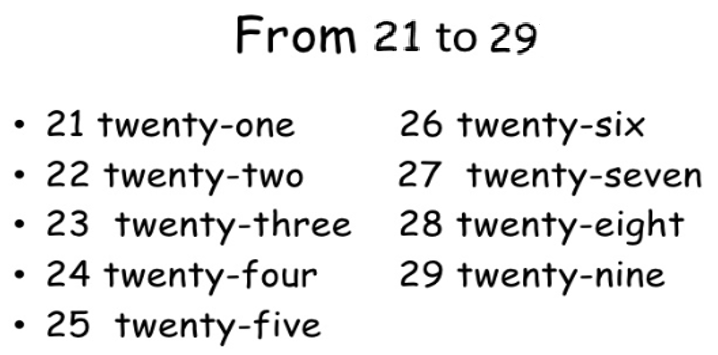 From 21 to 29
• 21 twenty-one
• 22 twenty-two
• 23 twenty-three
• 24 twenty-four
• 25 twenty-five
26 twenty-six
27 twenty-seven
28 twenty-eight
29 twenty-nine